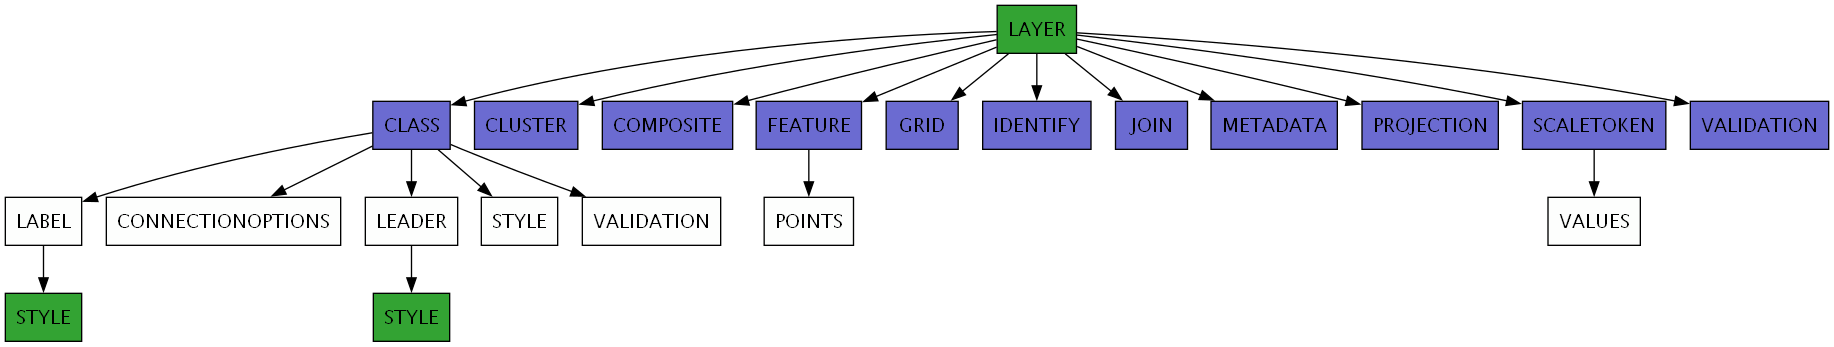 LAYER
CLASS
CLUSTER
COMPOSITE
FEATURE
GRID
IDENTIFY
JOIN
METADATA
PROJECTION
SCALETOKEN
VALIDATION
LABEL
CONNECTIONOPTIONS
LEADER
STYLE
VALIDATION
POINTS
VALUES
STYLE
STYLE